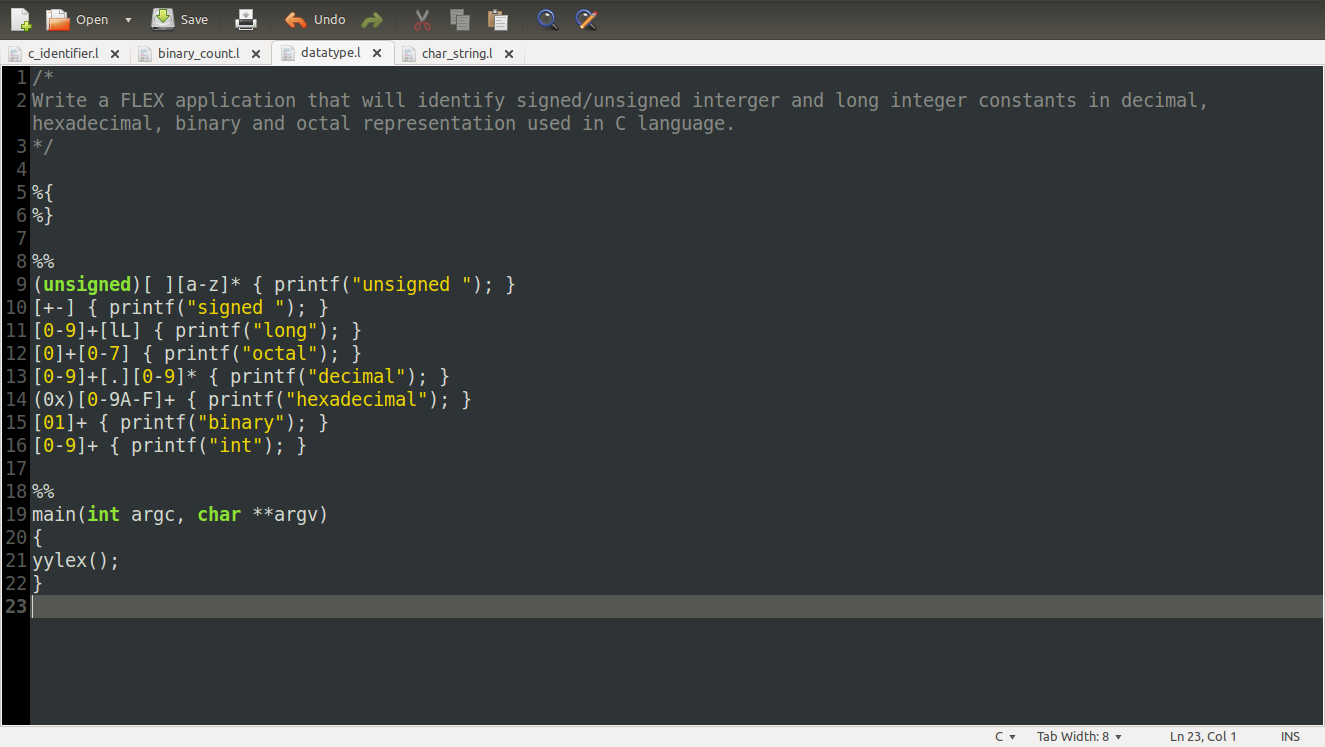 Open Save Undo
c_identifier.l binary_count.l datatype.l char_string.l
1 /*
2 Write a FLEX application that will identify signed/unsigned interger and long integer constants in decimal,
hexadecimal, binary and octal representation used in C language.
3 */
4
5 %{
6 %}
7
8 %%
9 (unsigned)[ ][a-z]* { printf("unsigned "); }
10 [+-] { printf("signed "); }
11 [0-9]+[lL] { printf("long"); }
12 [0]+[0-7] { printf("octal"); }
13 [0-9]+[.][0-9]* { printf("decimal"); }
14 (0x)[0-9A-F]+ { printf("hexadecimal"); }
15 [01]+ { printf("binary"); }
16 [0-9]+ { printf("int"); }
17
18 %%
19 main(int argc, char **argv)
20 {
21 yylex();
22 }
23
C Tab Width: 8 Ln 23, Col 1 INS